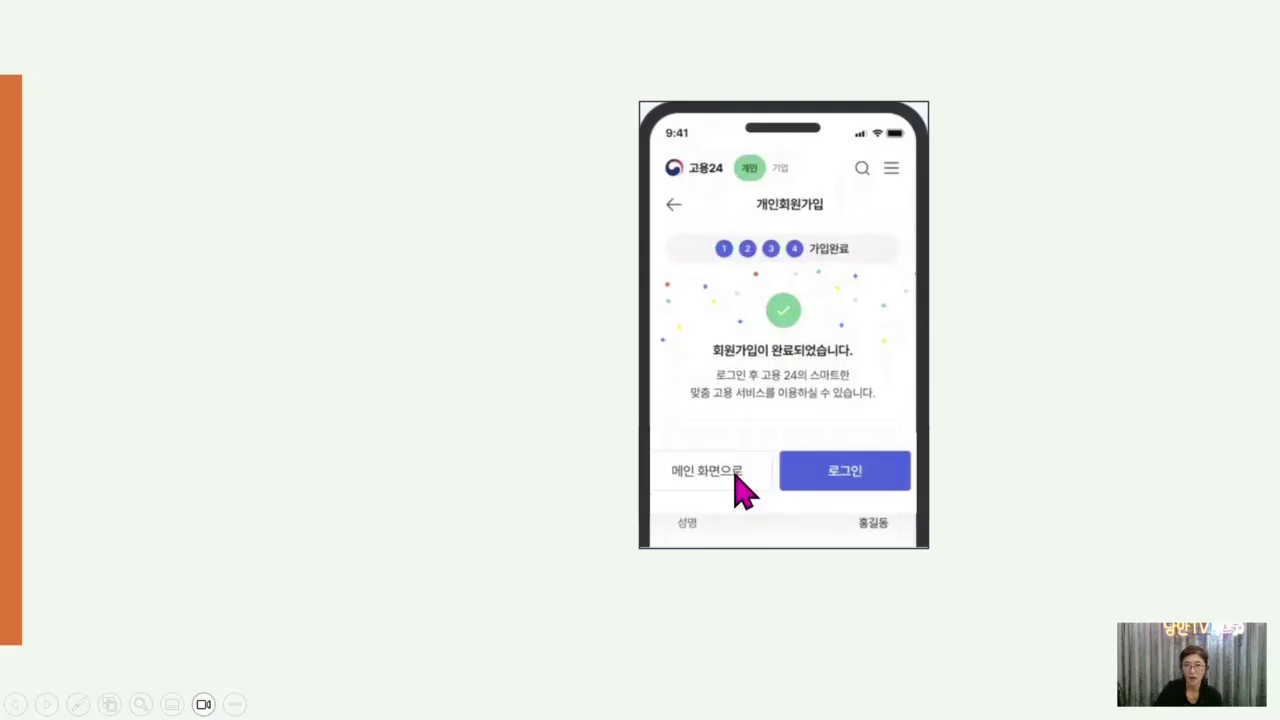 9:41
고용24 개인 기업
개인회원가입
1 2 3 4 가입완료
회원가입이 완료되었습니다.
로그인 후 고용 24의 스마트한
맞춤 고용 서비스를 이용하실 수 있습니다.
메인 화면으로 로그인
성명 홍길동